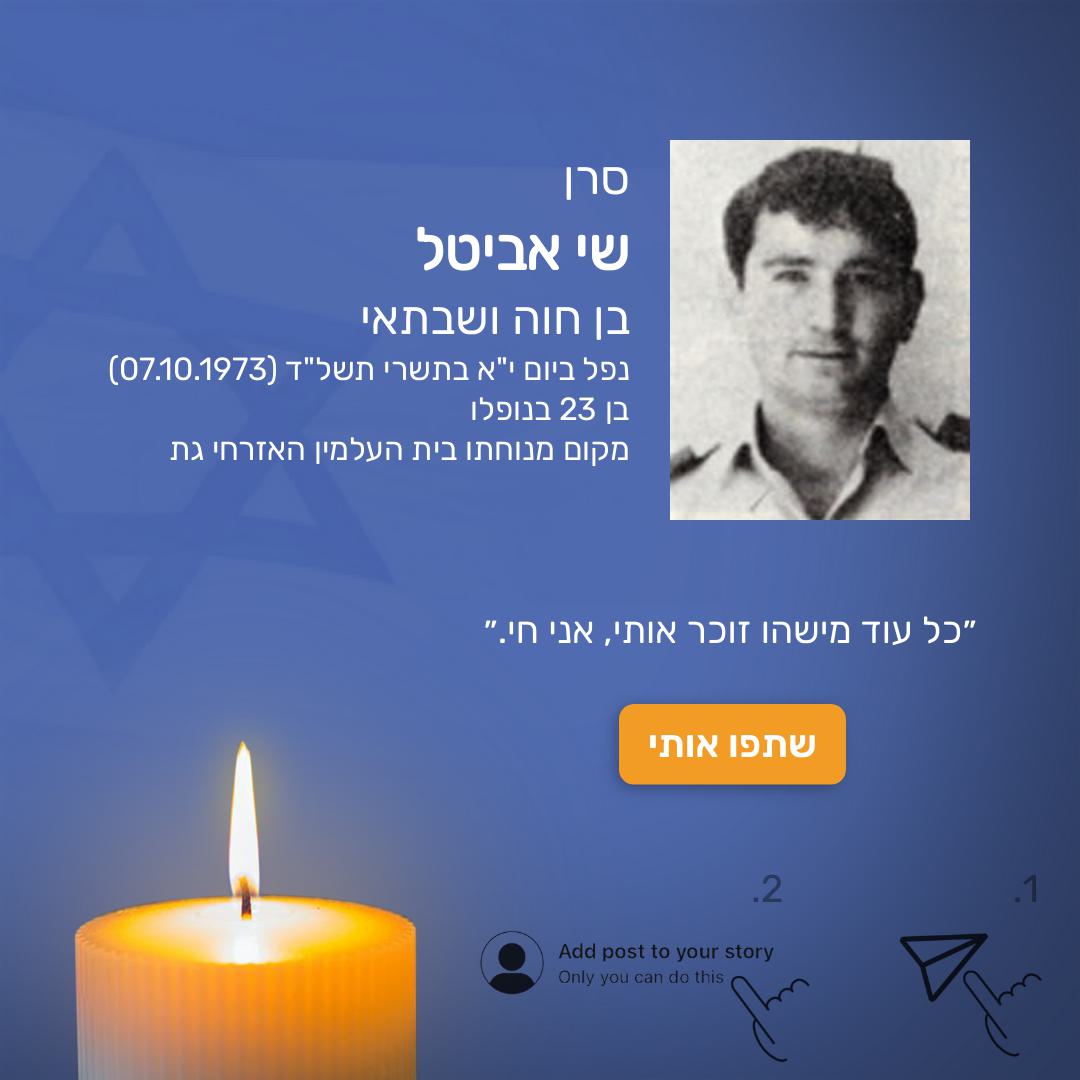 סרן
שי אביטל
בן חוה ושבתאי
נפל ביום י"א בתשרי תשל"ד (07.10.1973)
בן 23 בנופלו
מקום מנוחתו בית העלמין האזרחי גת
״כל עוד מישהו זוכר אותי, אני חי.״
שתפו אותי
.1
.2
Add post to your story
Only you can do this